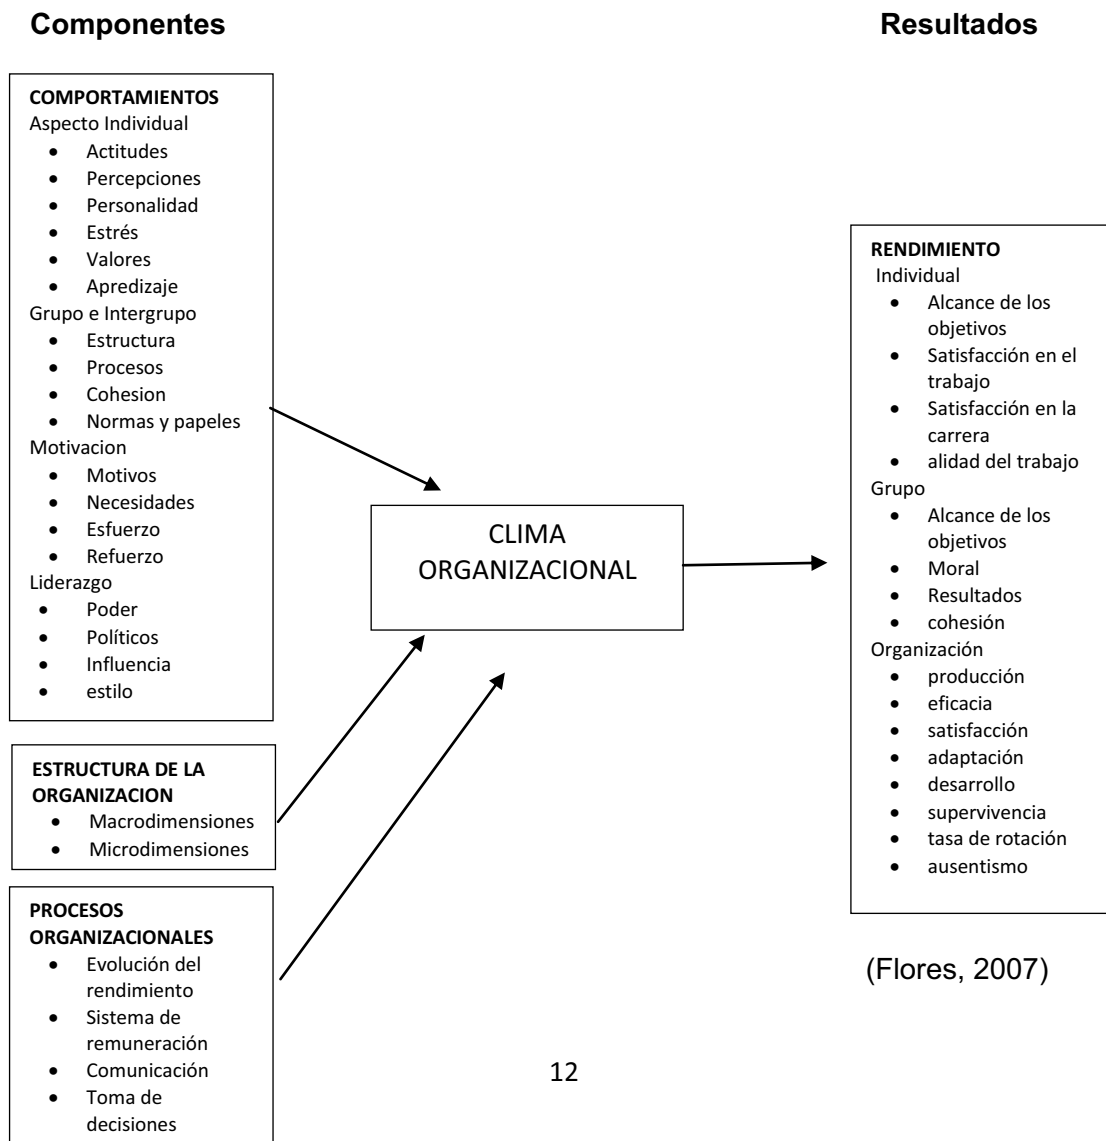 Componentes
Resultados
COMPORTAMIENTOS
Aspecto Individual
• Actitudes
• Percepciones
• Personalidad
• Estrés
• Valores
• Apredizaje
Grupo e Intergrupo
• Estructura
• Procesos
• Cohesion
• Normas y papeles
Motivacion
• Motivos
• Necesidades
• Esfuerzo
• Refuerzo
Liderazgo
• Poder
• Políticos
• Influencia
• estilo
ESTRUCTURA DE LA
ORGANIZACION
• Macrodimensiones
• Microdimensiones
PROCESOS
ORGANIZACIONALES
• Evolución del
rendimiento
• Sistema de
remuneración
• Comunicación
• Toma de
decisiones
CLIMA
ORGANIZACIONAL
RENDIMIENTO
Individual
• Alcance de los
objetivos
• Satisfacción en el
trabajo
• Satisfacción en la
carrera
• alidad del trabajo
Grupo
• Alcance de los
objetivos
• Moral
• Resultados
• cohesión
Organización
• producción
• eficacia
• satisfacción
• adaptación
• desarrollo
• supervivencia
• tasa de rotación
• ausentismo
(Flores, 2007)
12